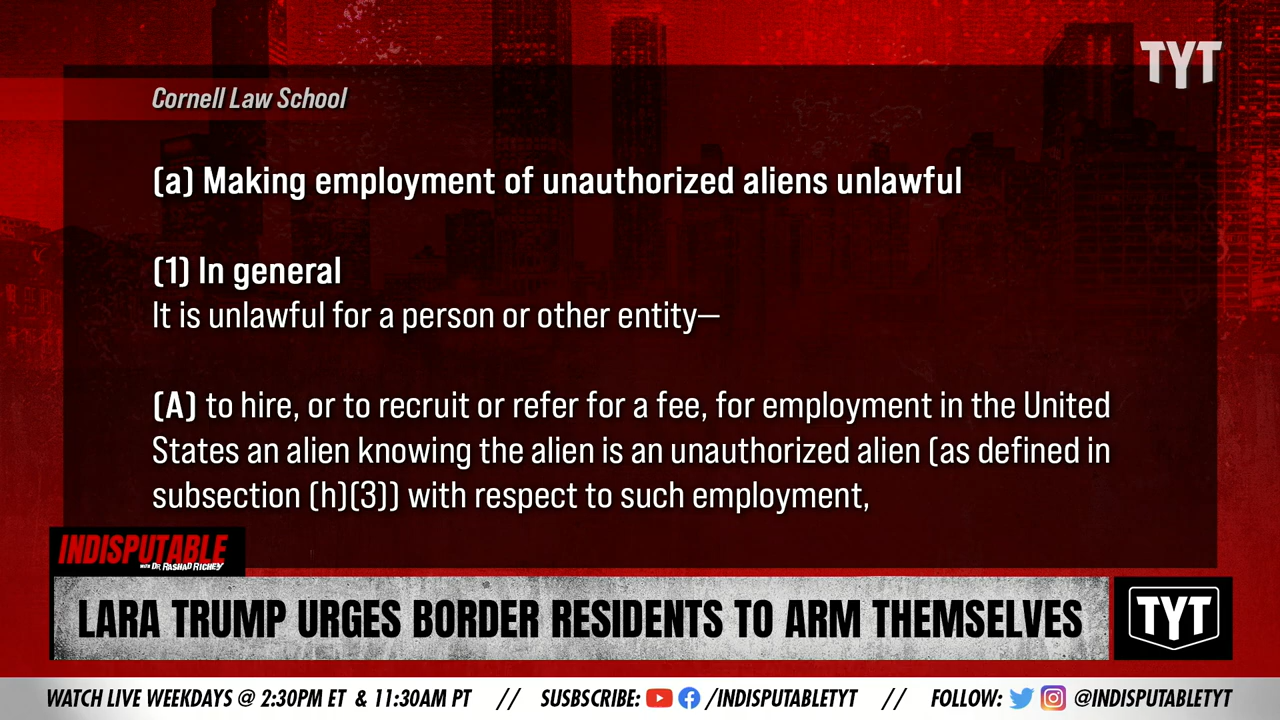 TYT
Cornell Law School
(a) Making employment of unauthorized aliens unlawful
(1) In general
It is unlawful for a person or other entity—
(A) to hire, or to recruit or refer for a fee, for employment in the United
States an alien knowing the alien is an unauthorized alien (as defined in
subsection (h)(3)) with respect to such employment,
INDISPUTABLE
WITH DR. RASHAD RICHEY
LARA TRUMP URGES BORDER RESIDENTS TO ARM THEMSELVES
TYT
WATCH LIVE WEEKDAYS @ 2:30PM ET & 11:30AM PT // SUSBSCRIBE: /INDISPUTABLETYT // FOLLOW: @INDISPUTABLETYT